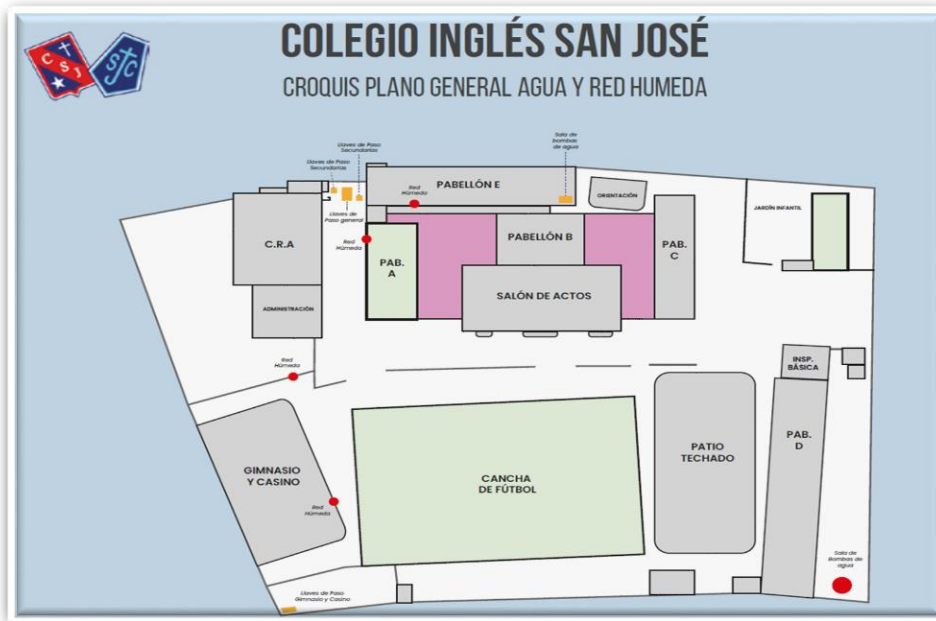 COLEGIO INGLÉS SAN JOSÉ
CROQUIS PLANO GENERAL AGUA Y RED HUMEDA
CSJ
SJC
Sala de
bombas
de agua
Llaves de Paso
Secundarias
Llaves de Paso
Secundarias
Llaves de
Paso general
Red
Húmeda
PABELLÓN E
ORIENTACIÓN
JARDÍN INFANTIL
C.R.A
Red
Húmeda
PAB.
A
PABELLÓN B
PAB.
C
SALÓN DE ACTOS
ADMINISTRACIÓN
Red
Húmeda
INSP.
BÁSICA
GIMNASIO
Y CASINO
Red
Húmeda
CANCHA
DE FÚTBOL
PATIO
TECHADO
PAB.
D
Sala de
Bombas de
agua
Llaves de Paso
Gimnasio y Casino